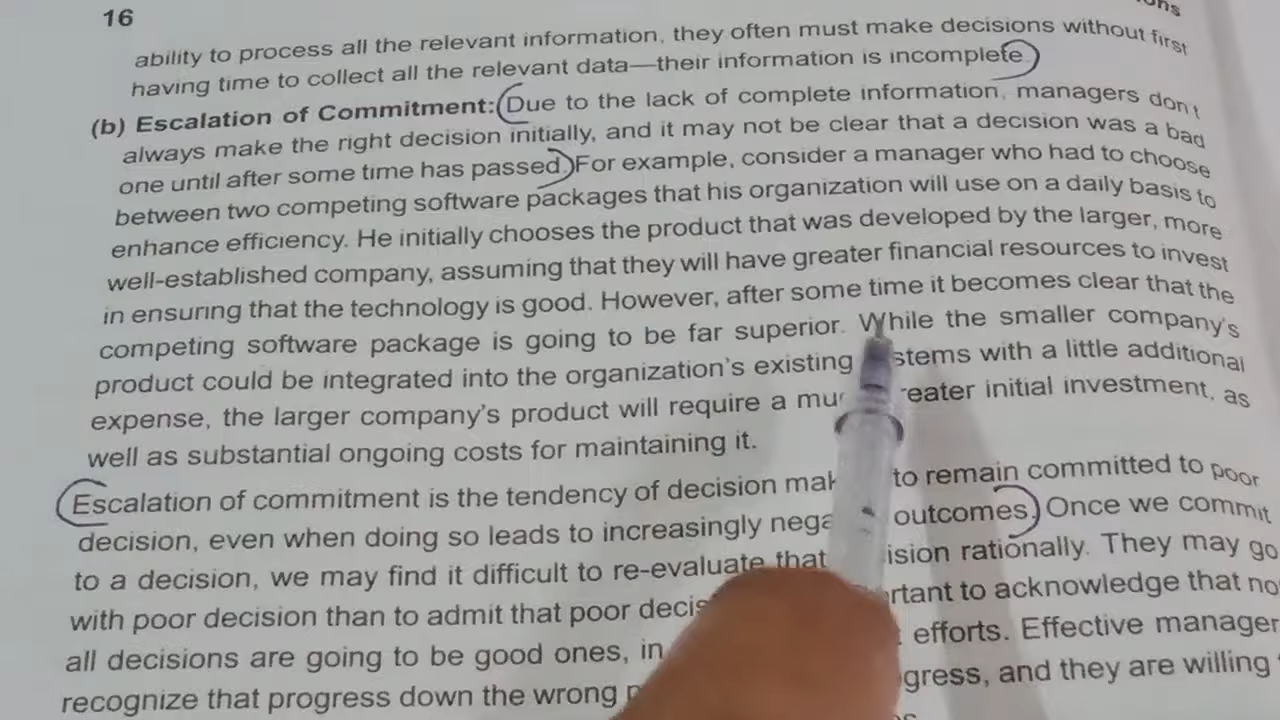 16
ability to process all the relevant information, they often must make decisions without first
having time to collect all the relevant data—their information is incomplete.
(b) Escalation of Commitment: Due to the lack of complete information, managers don't
always make the right decision initially, and it may not be clear that a decision was a bad
one until after some time has passed. For example, consider a manager who had to choose
between two competing software packages that his organization will use on a daily basis to
enhance efficiency. He initially chooses the product that was developed by the larger, more
well-established company, assuming that they will have greater financial resources to invest
in ensuring that the technology is good. However, after some time it becomes clear that the
competing software package is going to be far superior. While the smaller company's
product could be integrated into the organization's existing stems with a little additional
expense, the larger company's product will require a mu reater initial investment, as
well as substantial ongoing costs for maintaining it.
Escalation of commitment is the tendency of decision mak to remain committed to poor
decision, even when doing so leads to increasingly nega outcomes. Once we commit
to a decision, we may find it difficult to re-evaluate that ision rationally. They may go
with poor decision than to admit that poor decis rtant to acknowledge that no
all decisions are going to be good ones, in efforts. Effective manager
recognize that progress down the wrong gress, and they are willing